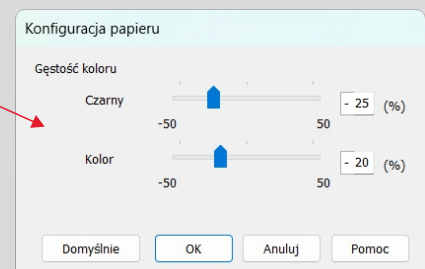 Konfiguracja papieru
Gęstość koloru
Czarny
- 25 (%)
-50 50
Kolor
- 20 (%)
-50 50
Domyślnie OK Anuluj Pomoc